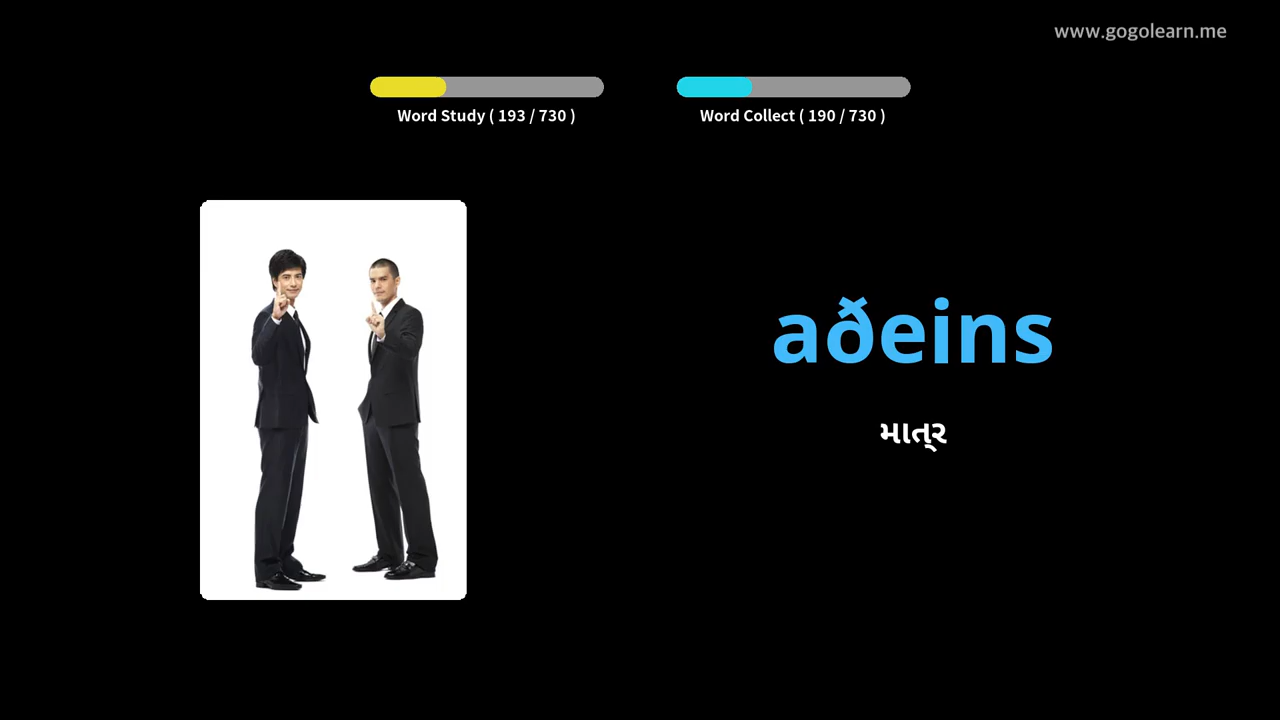 www.gogolearn.me
Word Study ( 193 / 730 )
Word Collect ( 190 / 730 )
aðeins
માત્ર